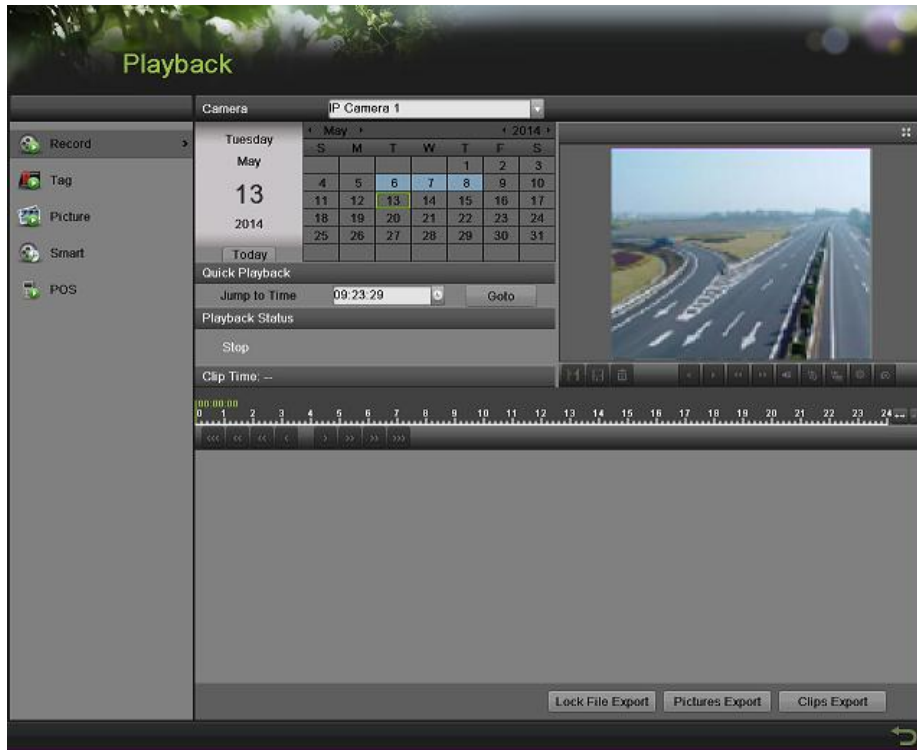 Playback
Camera IP Camera 1
Record
Tag
Picture
Smart
POS
Tuesday
May
13
2014
Today
May 2014
S M T W T F S
1 2 3
4 5 6 7 8 9 10
11 12 13 14 15 16 17
18 19 20 21 22 23 24
25 26 27 28 29 30 31
Quick Playback
Jump to Time 09:23:29 Goto
Playback Status
Stop
Clip Time: --
00:00:00
0 1 2 3 4 5 6 7 8 9 10 11 12 13 14 15 16 17 18 19 20 21 22 23 24
Lock File Export Pictures Export Clips Export